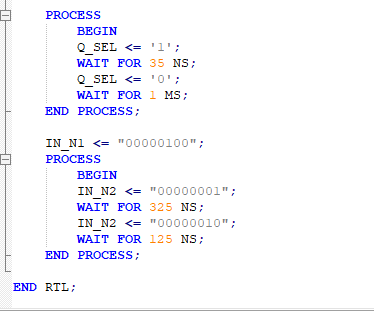 PROCESS
BEGIN
Q_SEL <= '1';
WAIT FOR 35 NS;
Q_SEL <= '0';
WAIT FOR 1 MS;
END PROCESS;
IN_N1 <= "00000100";
PROCESS
BEGIN
IN_N2 <= "00000001";
WAIT FOR 325 NS;
IN_N2 <= "00000010";
WAIT FOR 125 NS;
END PROCESS;
END RTL;